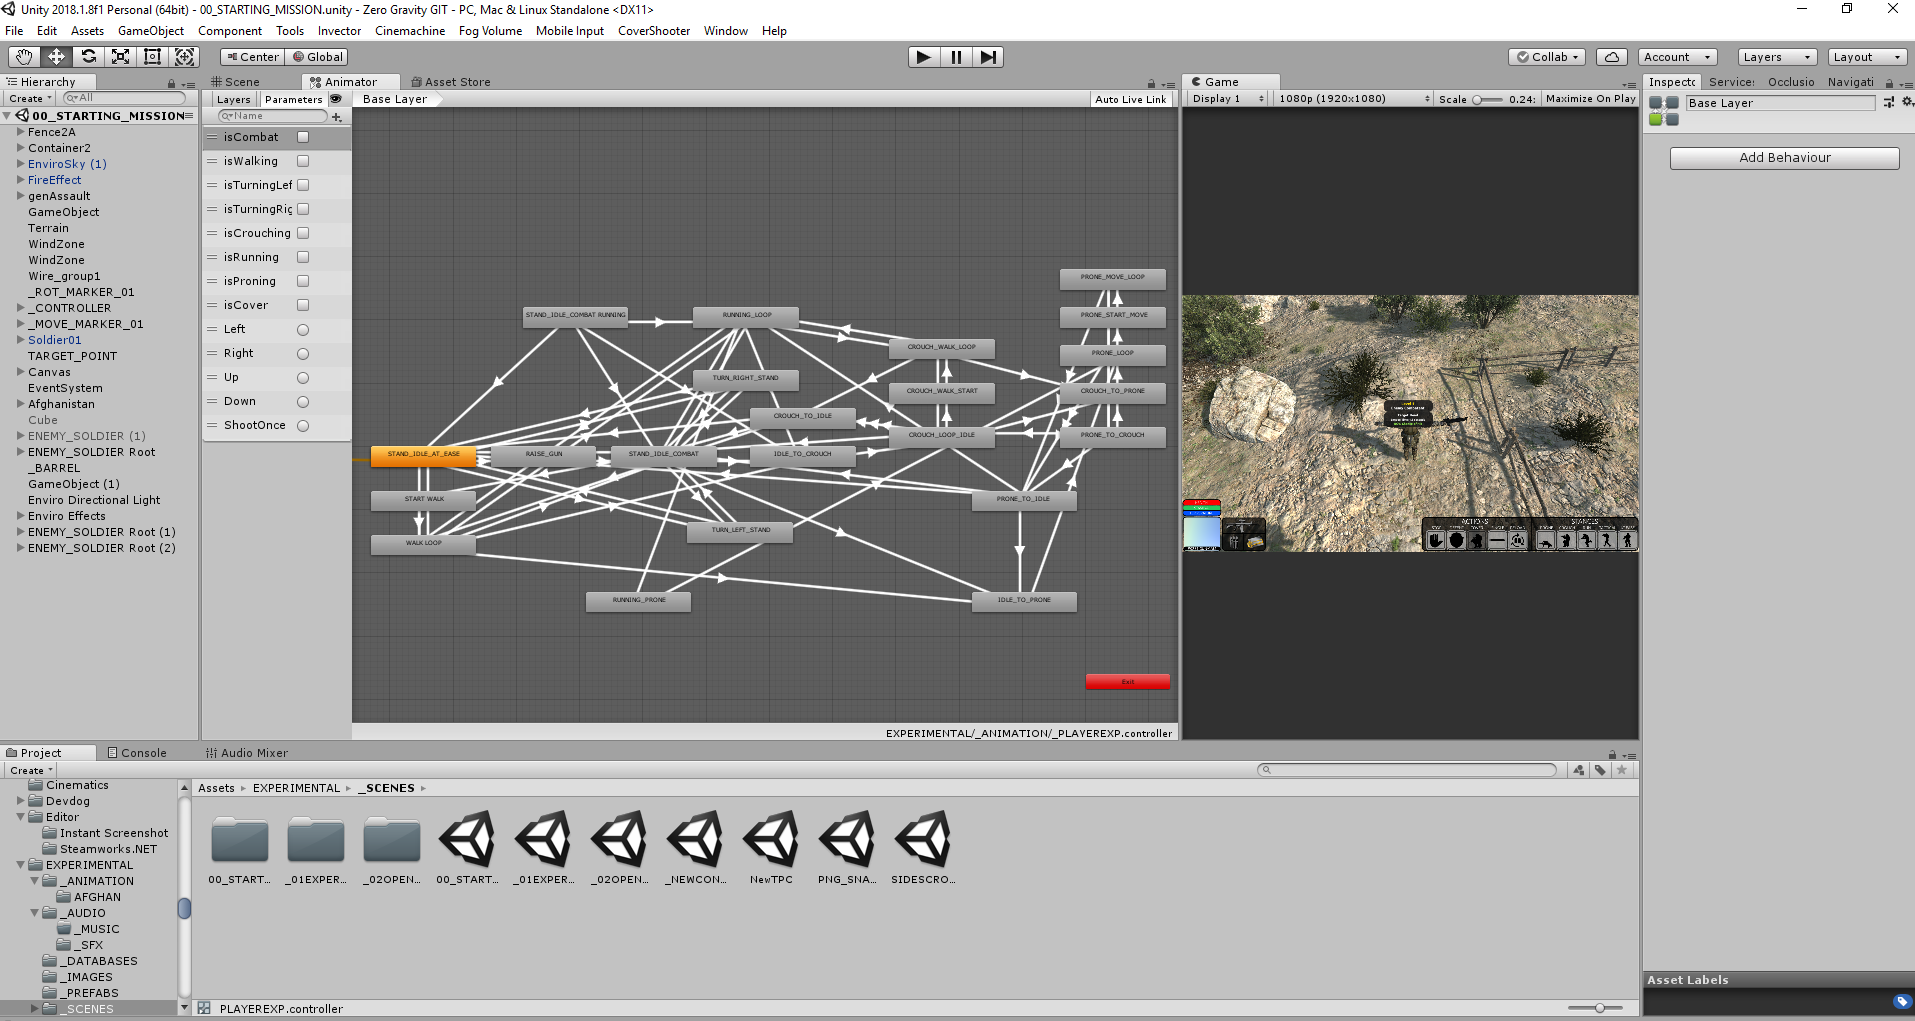 Unity 2018.1.8f1 Personal (64bit) - 00_STARTING_MISSION.unity - Zero Gravity GIT - PC, Mac & Linux Standalone <DX11>
File Edit Assets GameObject Component Tools Invector Cinemachine Fog Volume Mobile Input CoverShooter Window Help
Center Global
Collab Account Layers Layout
Hierarchy
Create All
00_STARTING_MISSION
Fence2A
Container2
EnviroSky (1)
FireEffect
genAssault
GameObject
Terrain
WindZone
WindZone
Wire_group1
_ROT_MARKER_01
_CONTROLLER
_MOVE_MARKER_01
Soldier01
TARGET_POINT
Canvas
EventSystem
Afghanistan
Cube
ENEMY_SOLDIER (1)
ENEMY_SOLDIER Root
_BARREL
GameObject (1)
Enviro Directional Light
Enviro Effects
ENEMY_SOLDIER Root (1)
ENEMY_SOLDIER Root (2)
Scene Animator Asset Store
Layers Parameters Base Layer Auto Live Link
Name
isCombat
isWalking
isTurningLef
isTurningRig
isCrouching
isRunning
isProning
isCover
Left
Right
Up
Down
ShootOnce
PRONE_MOVE_LOOP
STAND_IDLE_COMBAT RUNNING
RUNNING_LOOP
PRONE_START_MOVE
CROUCH_WALK_LOOP
PRONE_LOOP
TURN_RIGHT_STAND
CROUCH_WALK_START
CROUCH_TO_PRONE
CROUCH_TO_IDLE
CROUCH_LOOP_IDLE
PRONE_TO_CROUCH
STAND_IDLE_AT_EASE
RAISE_GUN
STAND_IDLE_COMBAT
IDLE_TO_CROUCH
START WALK
PRONE_TO_IDLE
TURN_LEFT_STAND
WALK LOOP
RUNNING_PRONE
IDLE_TO_PRONE
Exit
EXPERIMENTAL/_ANIMATION/_PLAYEREXP.controller
Game
Display 1 1080p (1920x1080) Scale 0.24: Maximize On Play
ACTIONS STANCES
Inspecto Service: Occlusio Navigati
Base Layer
Add Behaviour
Asset Labels
Project Console Audio Mixer
Create
Cinematics
Devdog
Editor
Instant Screenshot
Steamworks.NET
EXPERIMENTAL
_ANIMATION
AFGHAN
_AUDIO
_MUSIC
_SFX
_DATABASES
_IMAGES
_PREFABS
_SCENES
Assets EXPERIMENTAL _SCENES
00_START... _01EXPER... _02OPEN... 00_START... _01EXPER... _02OPEN... _NEWCON... NewTPC PNG_SNA... SIDESCRO...
PLAYEREXP.controller